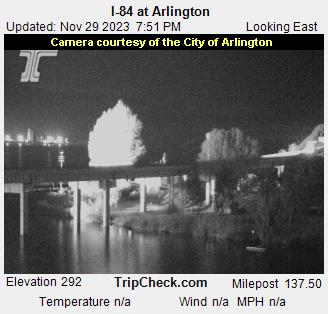 I-84 at Arlington
Updated: Nov 29 2023 7:51 PM Looking East
Camera courtesy of the City of Arlington
Elevation 292 TripCheck.com Milepost 137.50
Temperature n/a Wind n/a MPH n/a